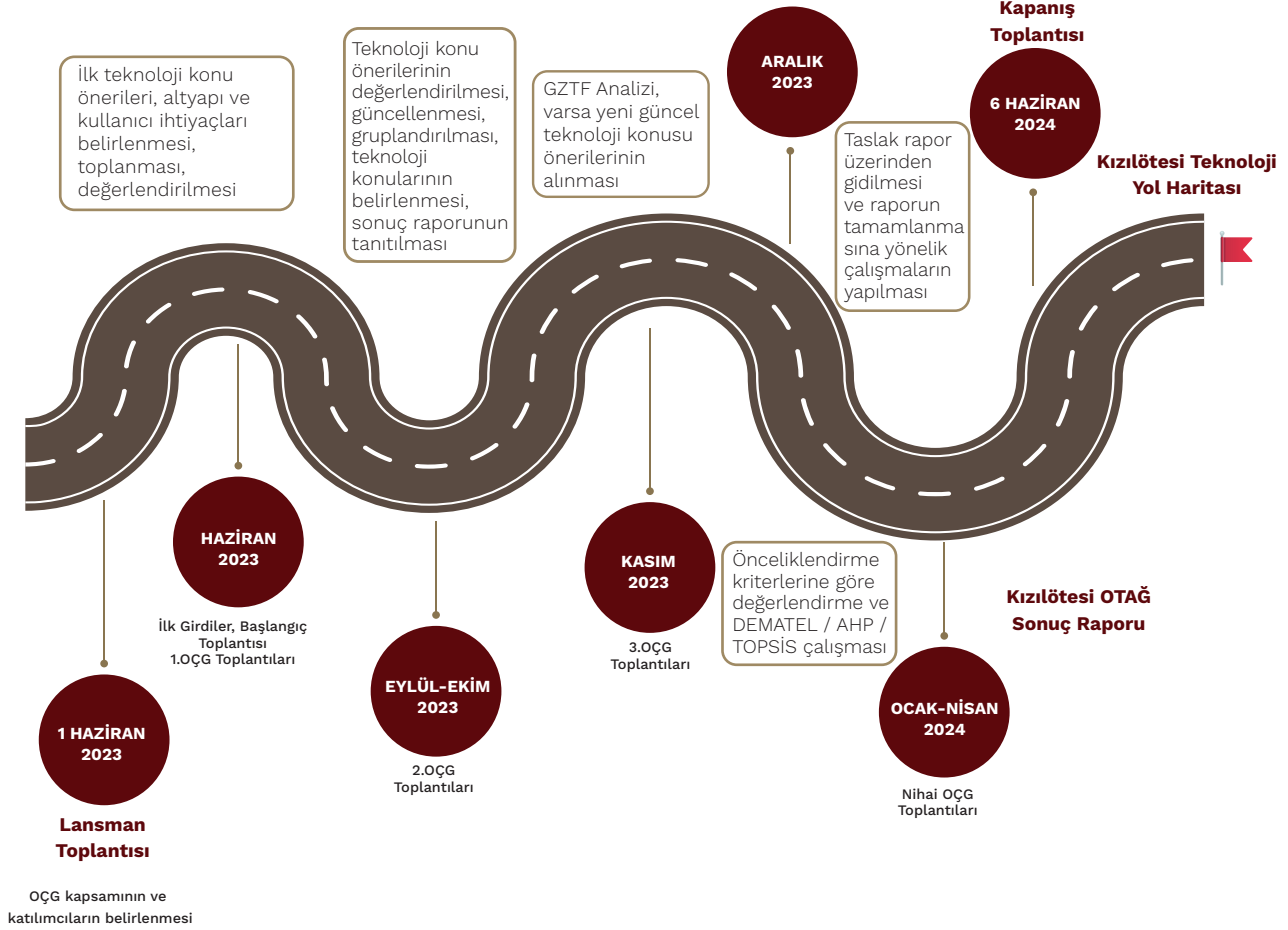 Kapanış
Toplantısı
ARALIK
2023
6 HAZİRAN
2024
İlk teknoloji konu
önerileri, altyapı ve
kullanıcı ihtiyaçları
belirlenmesi,
toplanması,
değerlendirilmesi
Teknoloji konu
önerilerinin
değerlendirilmesi,
güncellenmesi,
gruplandırılması,
teknoloji
konularının
belirlenmesi,
sonuç raporunun
tanıtılması
GZTF Analizi,
varsa yeni güncel
teknoloji konusu
önerilerinin
alınması
Taslak rapor
üzerinden
gidilmesi
ve raporun
tamamlanma
sına yönelik
çalışmaların
yapılması
Kızılötesi Teknoloji
Yol Haritası
HAZİRAN
2023
İlk Girdiler, Başlangıç
Toplantısı
1.OÇG Toplantıları
KASIM
2023
3.OÇG
Toplantıları
Önceliklendirme
kriterlerine göre
değerlendirme ve
DEMATEL / AHP /
TOPSİS çalışması
Kızılötesi OTAĞ
Sonuç Raporu
1 HAZİRAN
2023
Lansman
Toplantısı
OÇG kapsamının ve
katılımcıların belirlenmesi
EYLÜL-EKİM
2023
2.OÇG
Toplantıları
OCAK-NİSAN
2024
Nihai OÇG
Toplantıları